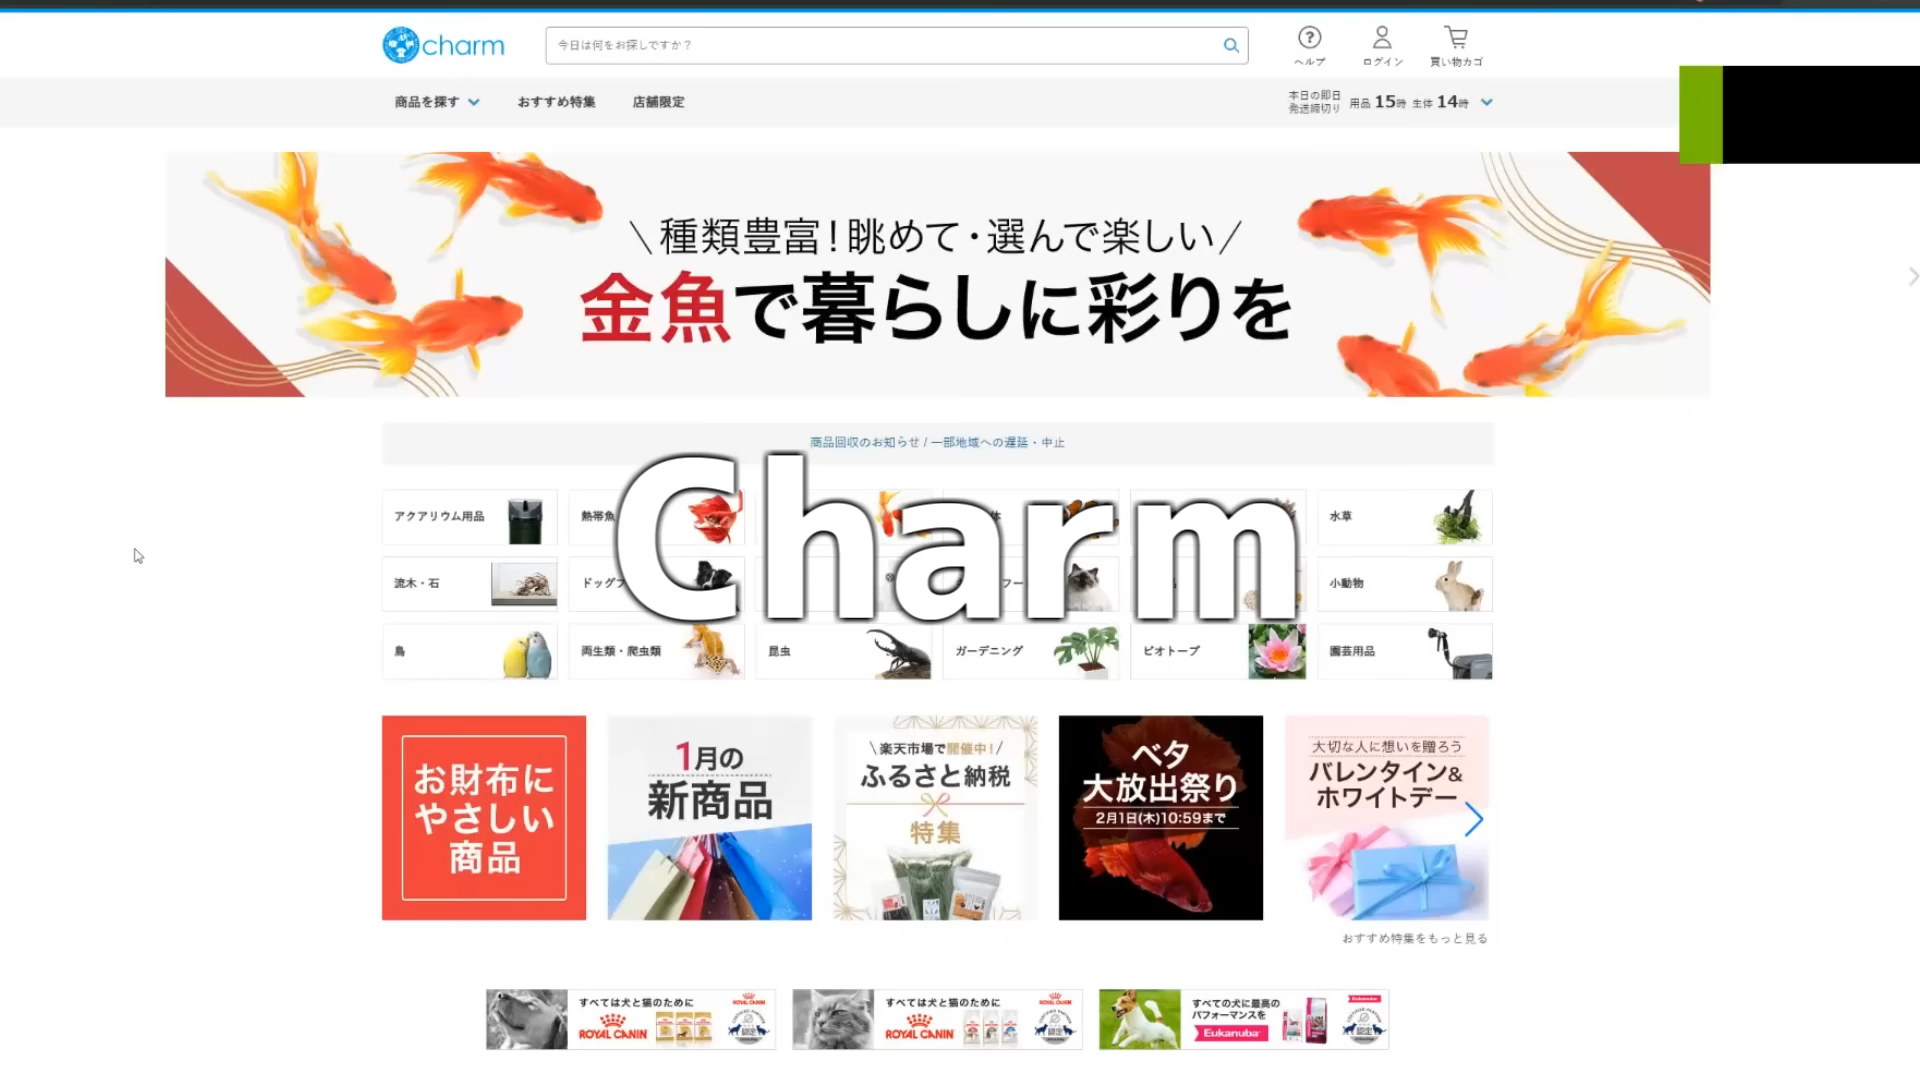 charm
今日は何をお探しですか？
ヘルプ
ログイン
買い物カゴ
商品を探す
おすすめ特集
店舗限定
本日の即日
発送締切り
用品 15時 生体 14時
\ 種類豊富！眺めて・選んで楽しい /
金魚で暮らしに彩りを
商品回収のお知らせ / 一部地域への遅延・中止
Charm
アクアリウム用品
熱帯魚
水草
流木・石
小動物
鳥
両生類・爬虫類
昆虫
ガーデニング
ビオトープ
園芸用品
お財布に
やさしい
商品
1月の
新商品
\ 楽天市場で開催中！ /
ふるさと納税
特集
ベタ
大放出祭り
2月1日(木)10:59まで
大切な人に想いを贈ろう
バレンタイン&
ホワイトデー
おすすめ特集をもっと見る
すべては犬と猫のために
ROYAL CANIN
ROYAL CANIN
すべては犬と猫のために
ROYAL CANIN
ROYAL CANIN
すべての犬に最高の
パフォーマンスを
Eukanuba
Eukanuba